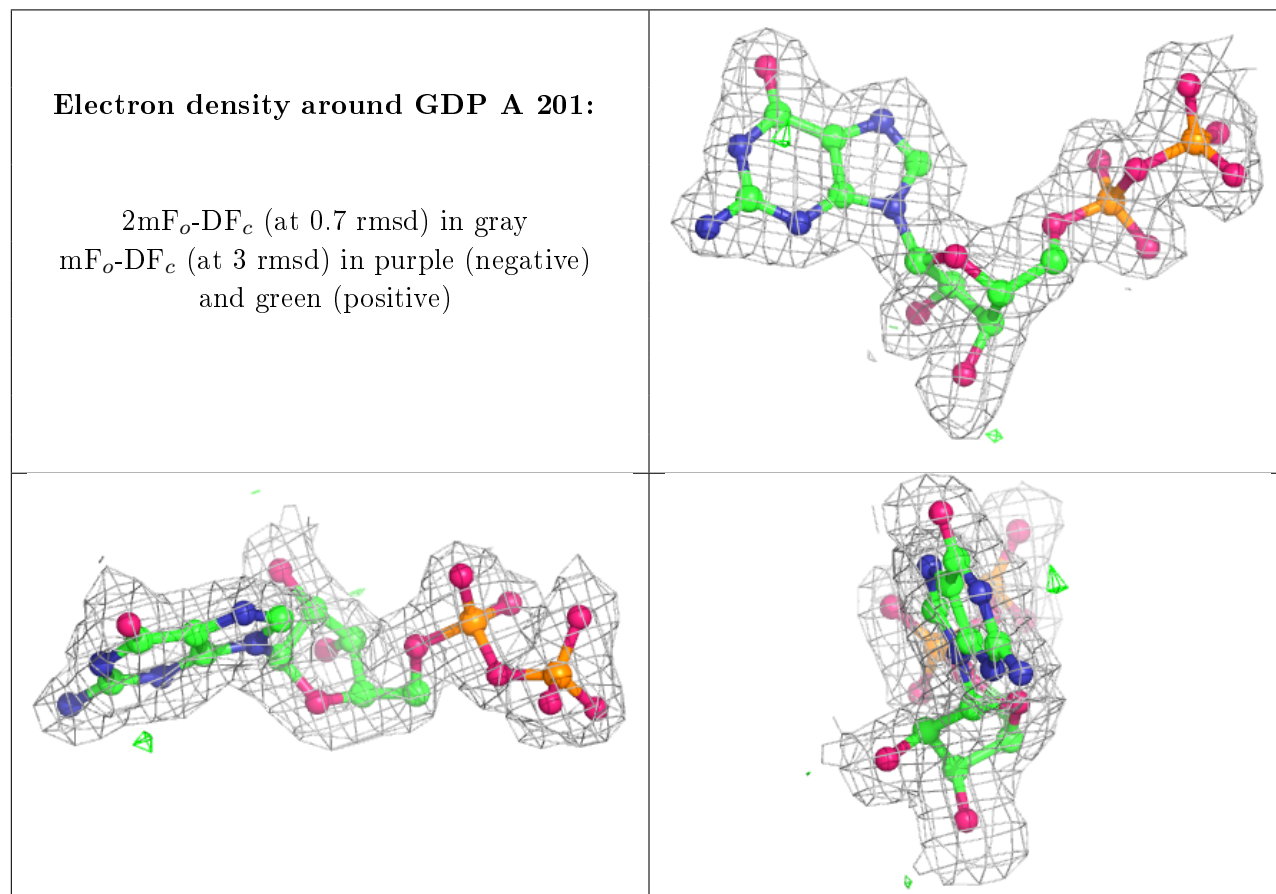 Electron density around GDP A 201:
2mFo-DFc (at 0.7 rmsd) in gray
mFo-DFc (at 3 rmsd) in purple (negative)
and green (positive)